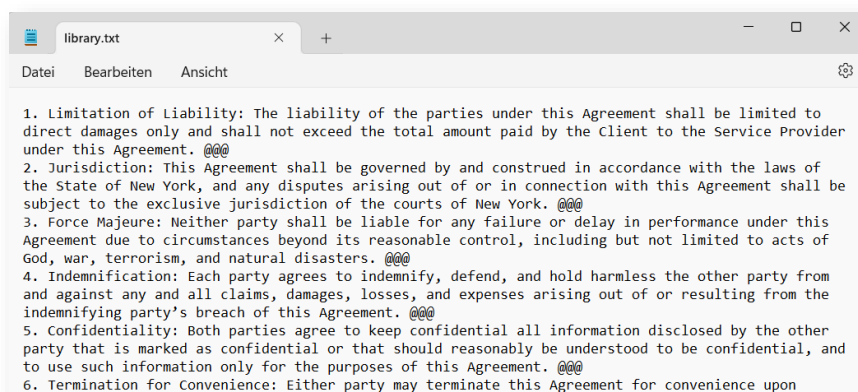 library.txt
Datei Bearbeiten Ansicht
1. Limitation of Liability: The liability of the parties under this Agreement shall be limited to
direct damages only and shall not exceed the total amount paid by the Client to the Service Provider
under this Agreement. @@@
2. Jurisdiction: This Agreement shall be governed by and construed in accordance with the laws of
the State of New York, and any disputes arising out of or in connection with this Agreement shall be
subject to the exclusive jurisdiction of the courts of New York. @@@
3. Force Majeure: Neither party shall be liable for any failure or delay in performance under this
Agreement due to circumstances beyond its reasonable control, including but not limited to acts of
God, war, terrorism, and natural disasters. @@@
4. Indemnification: Each party agrees to indemnify, defend, and hold harmless the other party from
and against any and all claims, damages, losses, and expenses arising out of or resulting from the
indemnifying party’s breach of this Agreement. @@@
5. Confidentiality: Both parties agree to keep confidential all information disclosed by the other
party that is marked as confidential or that should reasonably be understood to be confidential, and
to use such information only for the purposes of this Agreement. @@@
6. Termination for Convenience: Either party may terminate this Agreement for convenience upon